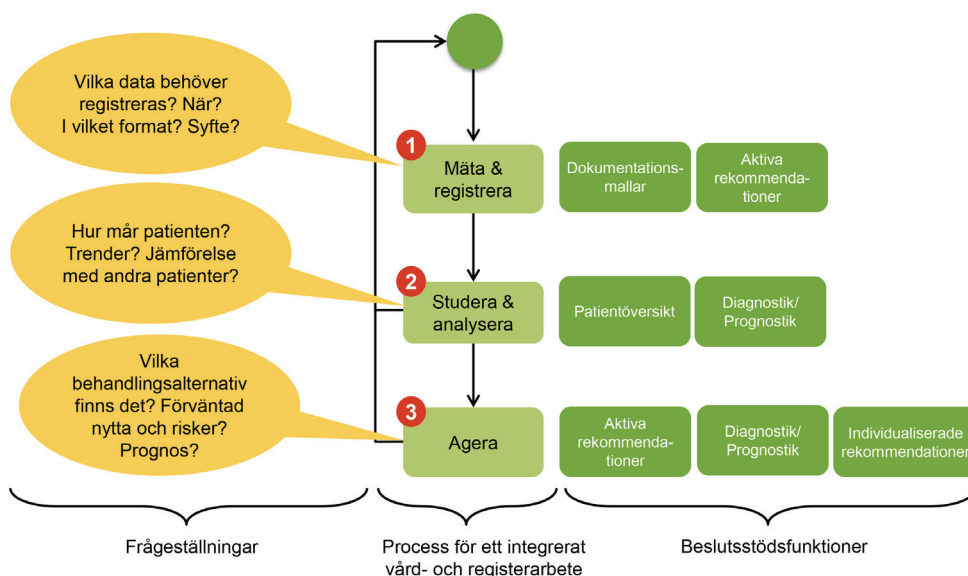 Vilka data behöver
registreras? När?
I vilket format? Syfte?
1
Mäta &
registrera
Dokumentations-
mallar
Aktiva
rekommenda-
tioner
Hur mår patienten?
Trender? Jämförelse
med andra patienter?
2
Studera &
analysera
Patientöversikt
Diagnostik/
Prognostik
Vilka
behandlingsalternativ
finns det? Förväntad
nytta och risker?
Prognos?
3
Agera
Aktiva
rekommenda-
tioner
Diagnostik/
Prognostik
Individualiserade
rekommendationer
Frågeställningar
Process för ett integrerat
vård- och registerarbete
Beslutsstödsfunktioner